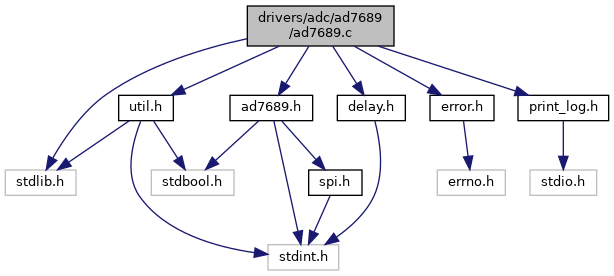 drivers/adc/ad7689
/ad7689.c
util.h
ad7689.h
delay.h
error.h
print_log.h
stdlib.h
stdbool.h
spi.h
errno.h
stdio.h
stdint.h